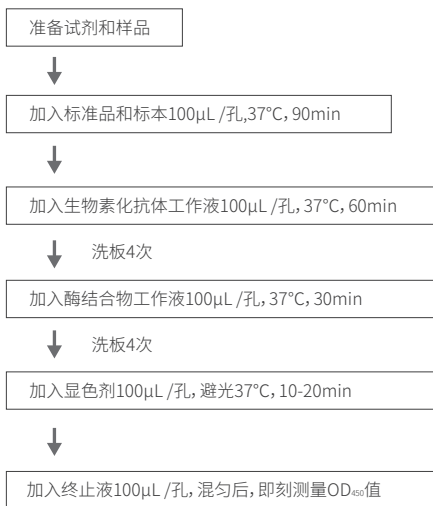 准备试剂和样品
加入标准品和标本100μL /孔,37°C，90min
加入生物素化抗体工作液100μL /孔，37°C，60min
洗板4次
加入酶结合物工作液100μL /孔，37°C，30min
洗板4次
加入显色剂100μL /孔，避光37°C，10-20min
加入终止液100μL /孔，混匀后，即刻测量OD₄₅₀值